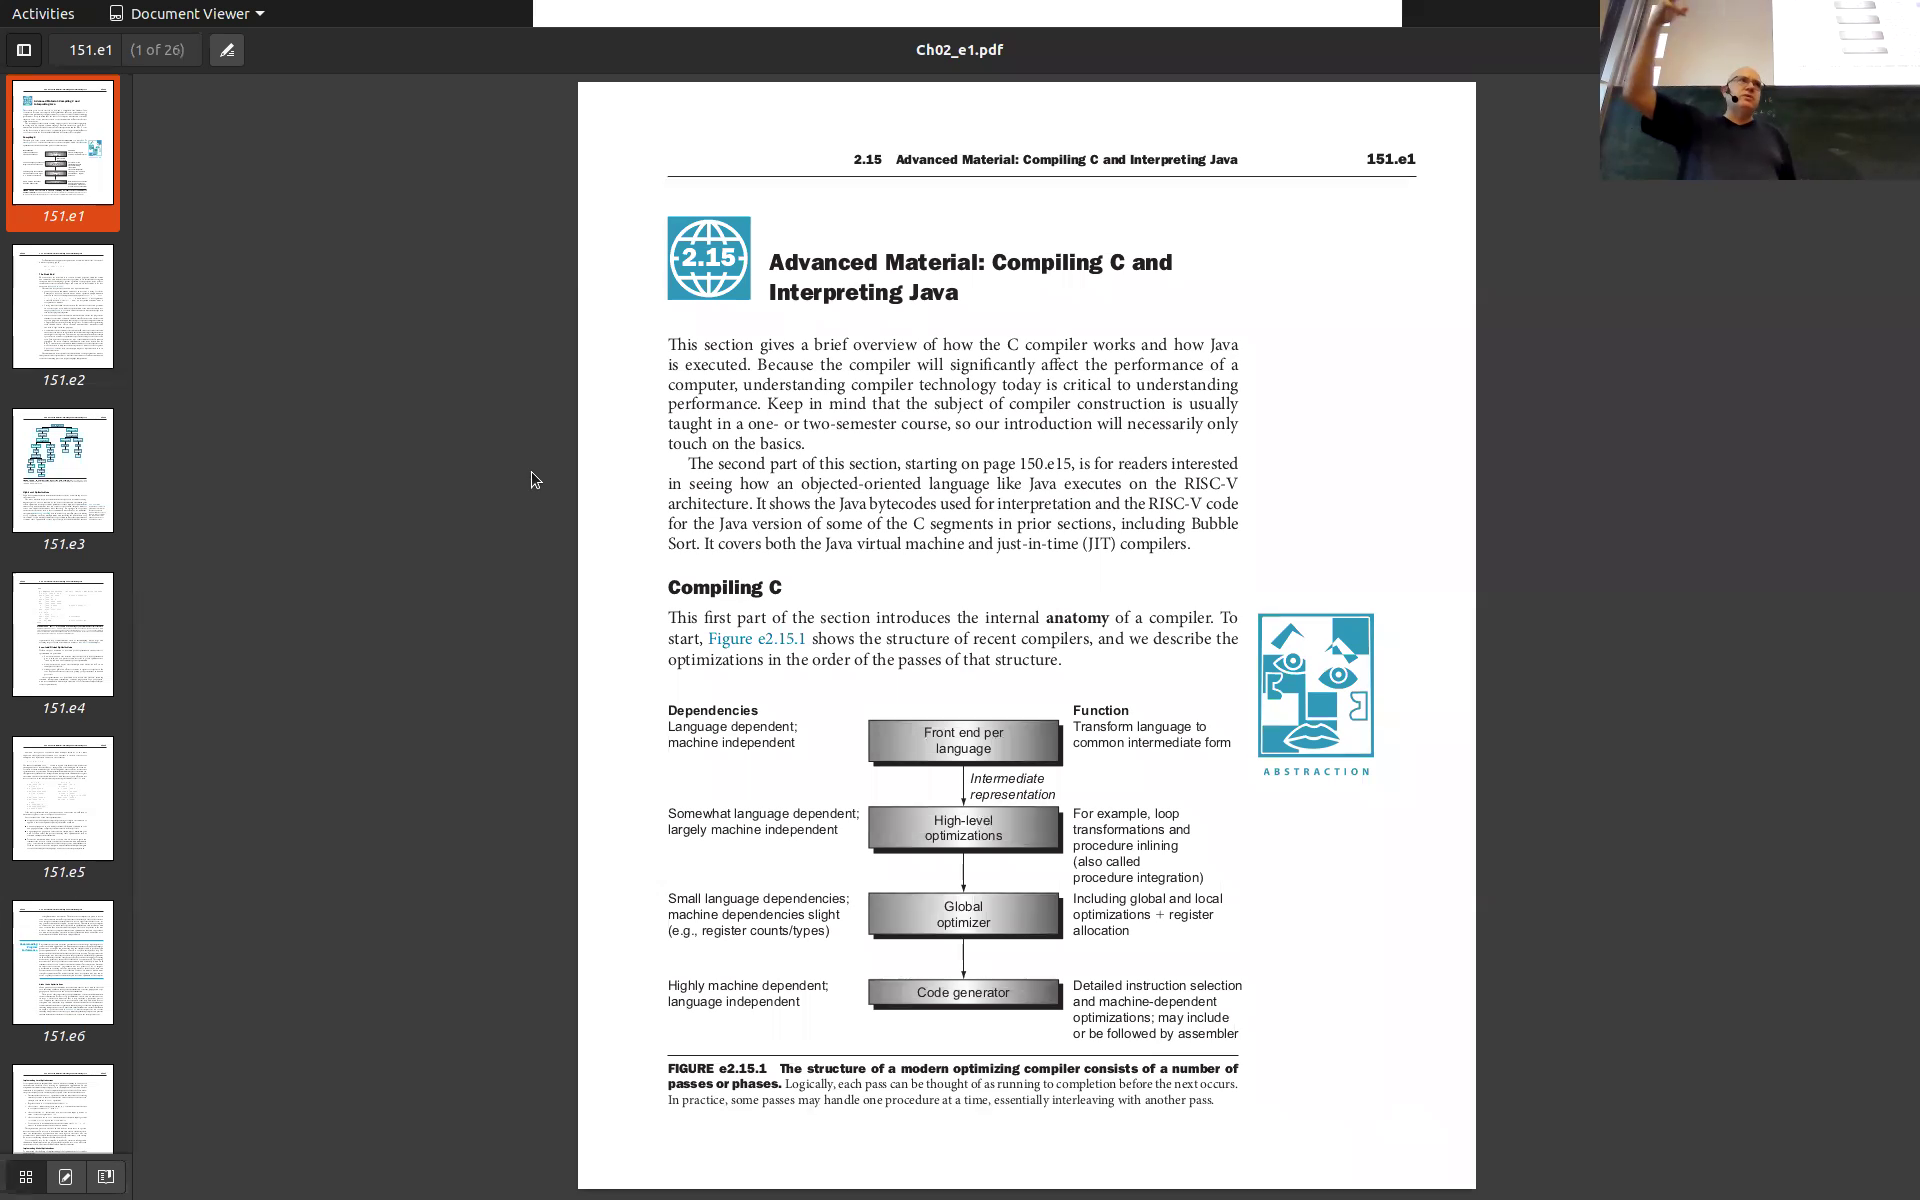 Activities
Document Viewer
151.e1
(1 of 26)
Ch02_e1.pdf
151.e1
151.e2
151.e3
151.e4
151.e5
151.e6
2.15 Advanced Material: Compiling C and Interpreting Java 151.e1
2.15
Advanced Material: Compiling C and
Interpreting Java
This section gives a brief overview of how the C compiler works and how Java
is executed. Because the compiler will significantly affect the performance of a
computer, understanding compiler technology today is critical to understanding
performance. Keep in mind that the subject of compiler construction is usually
taught in a one- or two-semester course, so our introduction will necessarily only
touch on the basics.
The second part of this section, starting on page 150.e15, is for readers interested
in seeing how an objected-oriented language like Java executes on the RISC-V
architecture. It shows the Java bytecodes used for interpretation and the RISC-V code
for the Java version of some of the C segments in prior sections, including Bubble
Sort. It covers both the Java virtual machine and just-in-time (JIT) compilers.
Compiling C
This first part of the section introduces the internal anatomy of a compiler. To
start, Figure e2.15.1 shows the structure of recent compilers, and we describe the
optimizations in the order of the passes of that structure.
ABSTRACTION
Dependencies
Language dependent;
machine independent
Front end per
language
Function
Transform language to
common intermediate form
Intermediate
representation
Somewhat language dependent;
largely machine independent
High-level
optimizations
For example, loop
transformations and
procedure inlining
(also called
procedure integration)
Small language dependencies;
machine dependencies slight
(e.g., register counts/types)
Global
optimizer
Including global and local
optimizations + register
allocation
Highly machine dependent;
language independent
Code generator
Detailed instruction selection
and machine-dependent
optimizations; may include
or be followed by assembler
FIGURE e2.15.1 The structure of a modern optimizing compiler consists of a number of
passes or phases. Logically, each pass can be thought of as running to completion before the next occurs.
In practice, some passes may handle one procedure at a time, essentially interleaving with another pass.